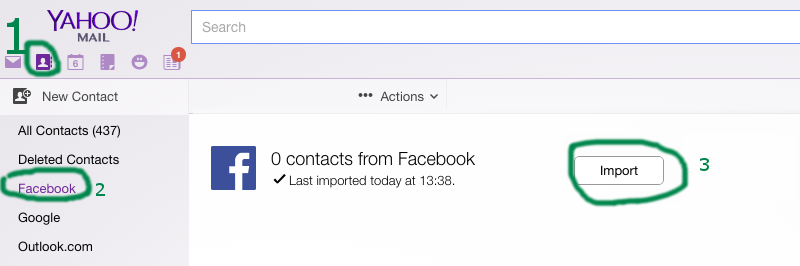 1
YAHOO!
MAIL
Search
6
1
New Contact
••• Actions
All Contacts (437)
Deleted Contacts
Facebook 2
Google
Outlook.com
f
0 contacts from Facebook
Last imported today at 13:38.
Import
3